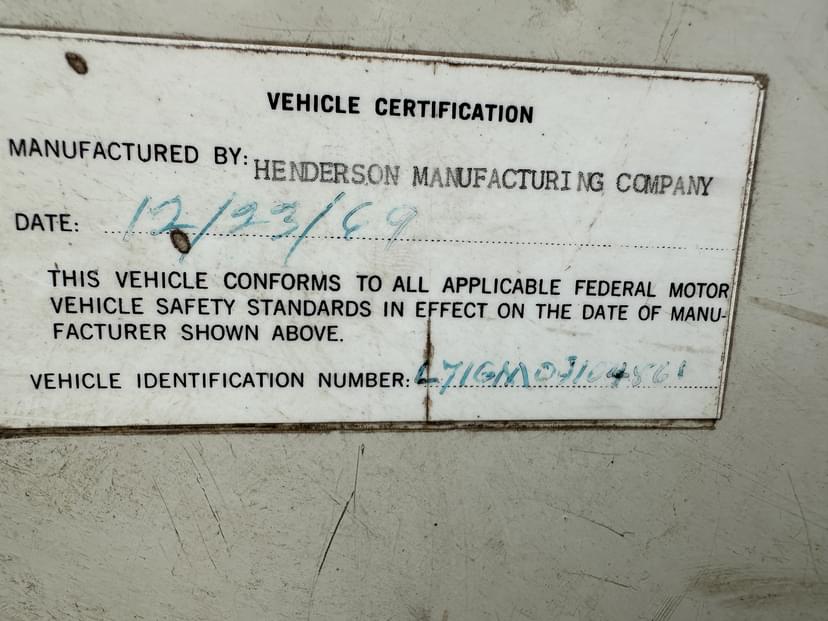 VEHICLE CERTIFICATION
MANUFACTURED BY: HENDERSON MANUFACTURING COMPANY
DATE: 12/23/69
THIS VEHICLE CONFORMS TO ALL APPLICABLE FEDERAL MOTOR
VEHICLE SAFETY STANDARDS IN EFFECT ON THE DATE OF MANU-
FACTURER SHOWN ABOVE.
VEHICLE IDENTIFICATION NUMBER: